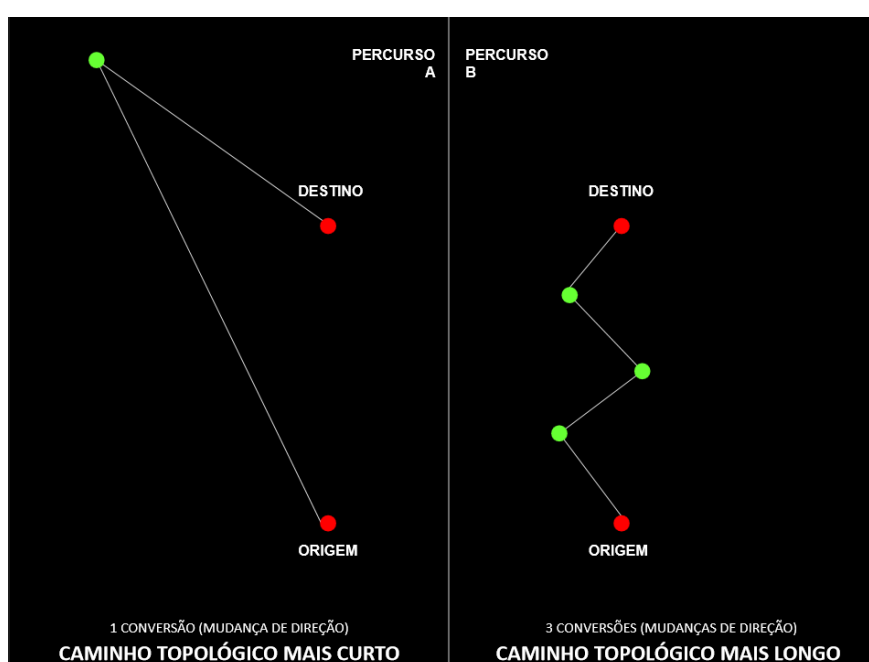 PERCURSO
A
DESTINO
ORIGEM
1 CONVERSÃO (MUDANÇA DE DIREÇÃO)
CAMINHO TOPOLÓGICO MAIS CURTO
PERCURSO
B
DESTINO
ORIGEM
3 CONVERSÕES (MUDANÇAS DE DIREÇÃO)
CAMINHO TOPOLÓGICO MAIS LONGO